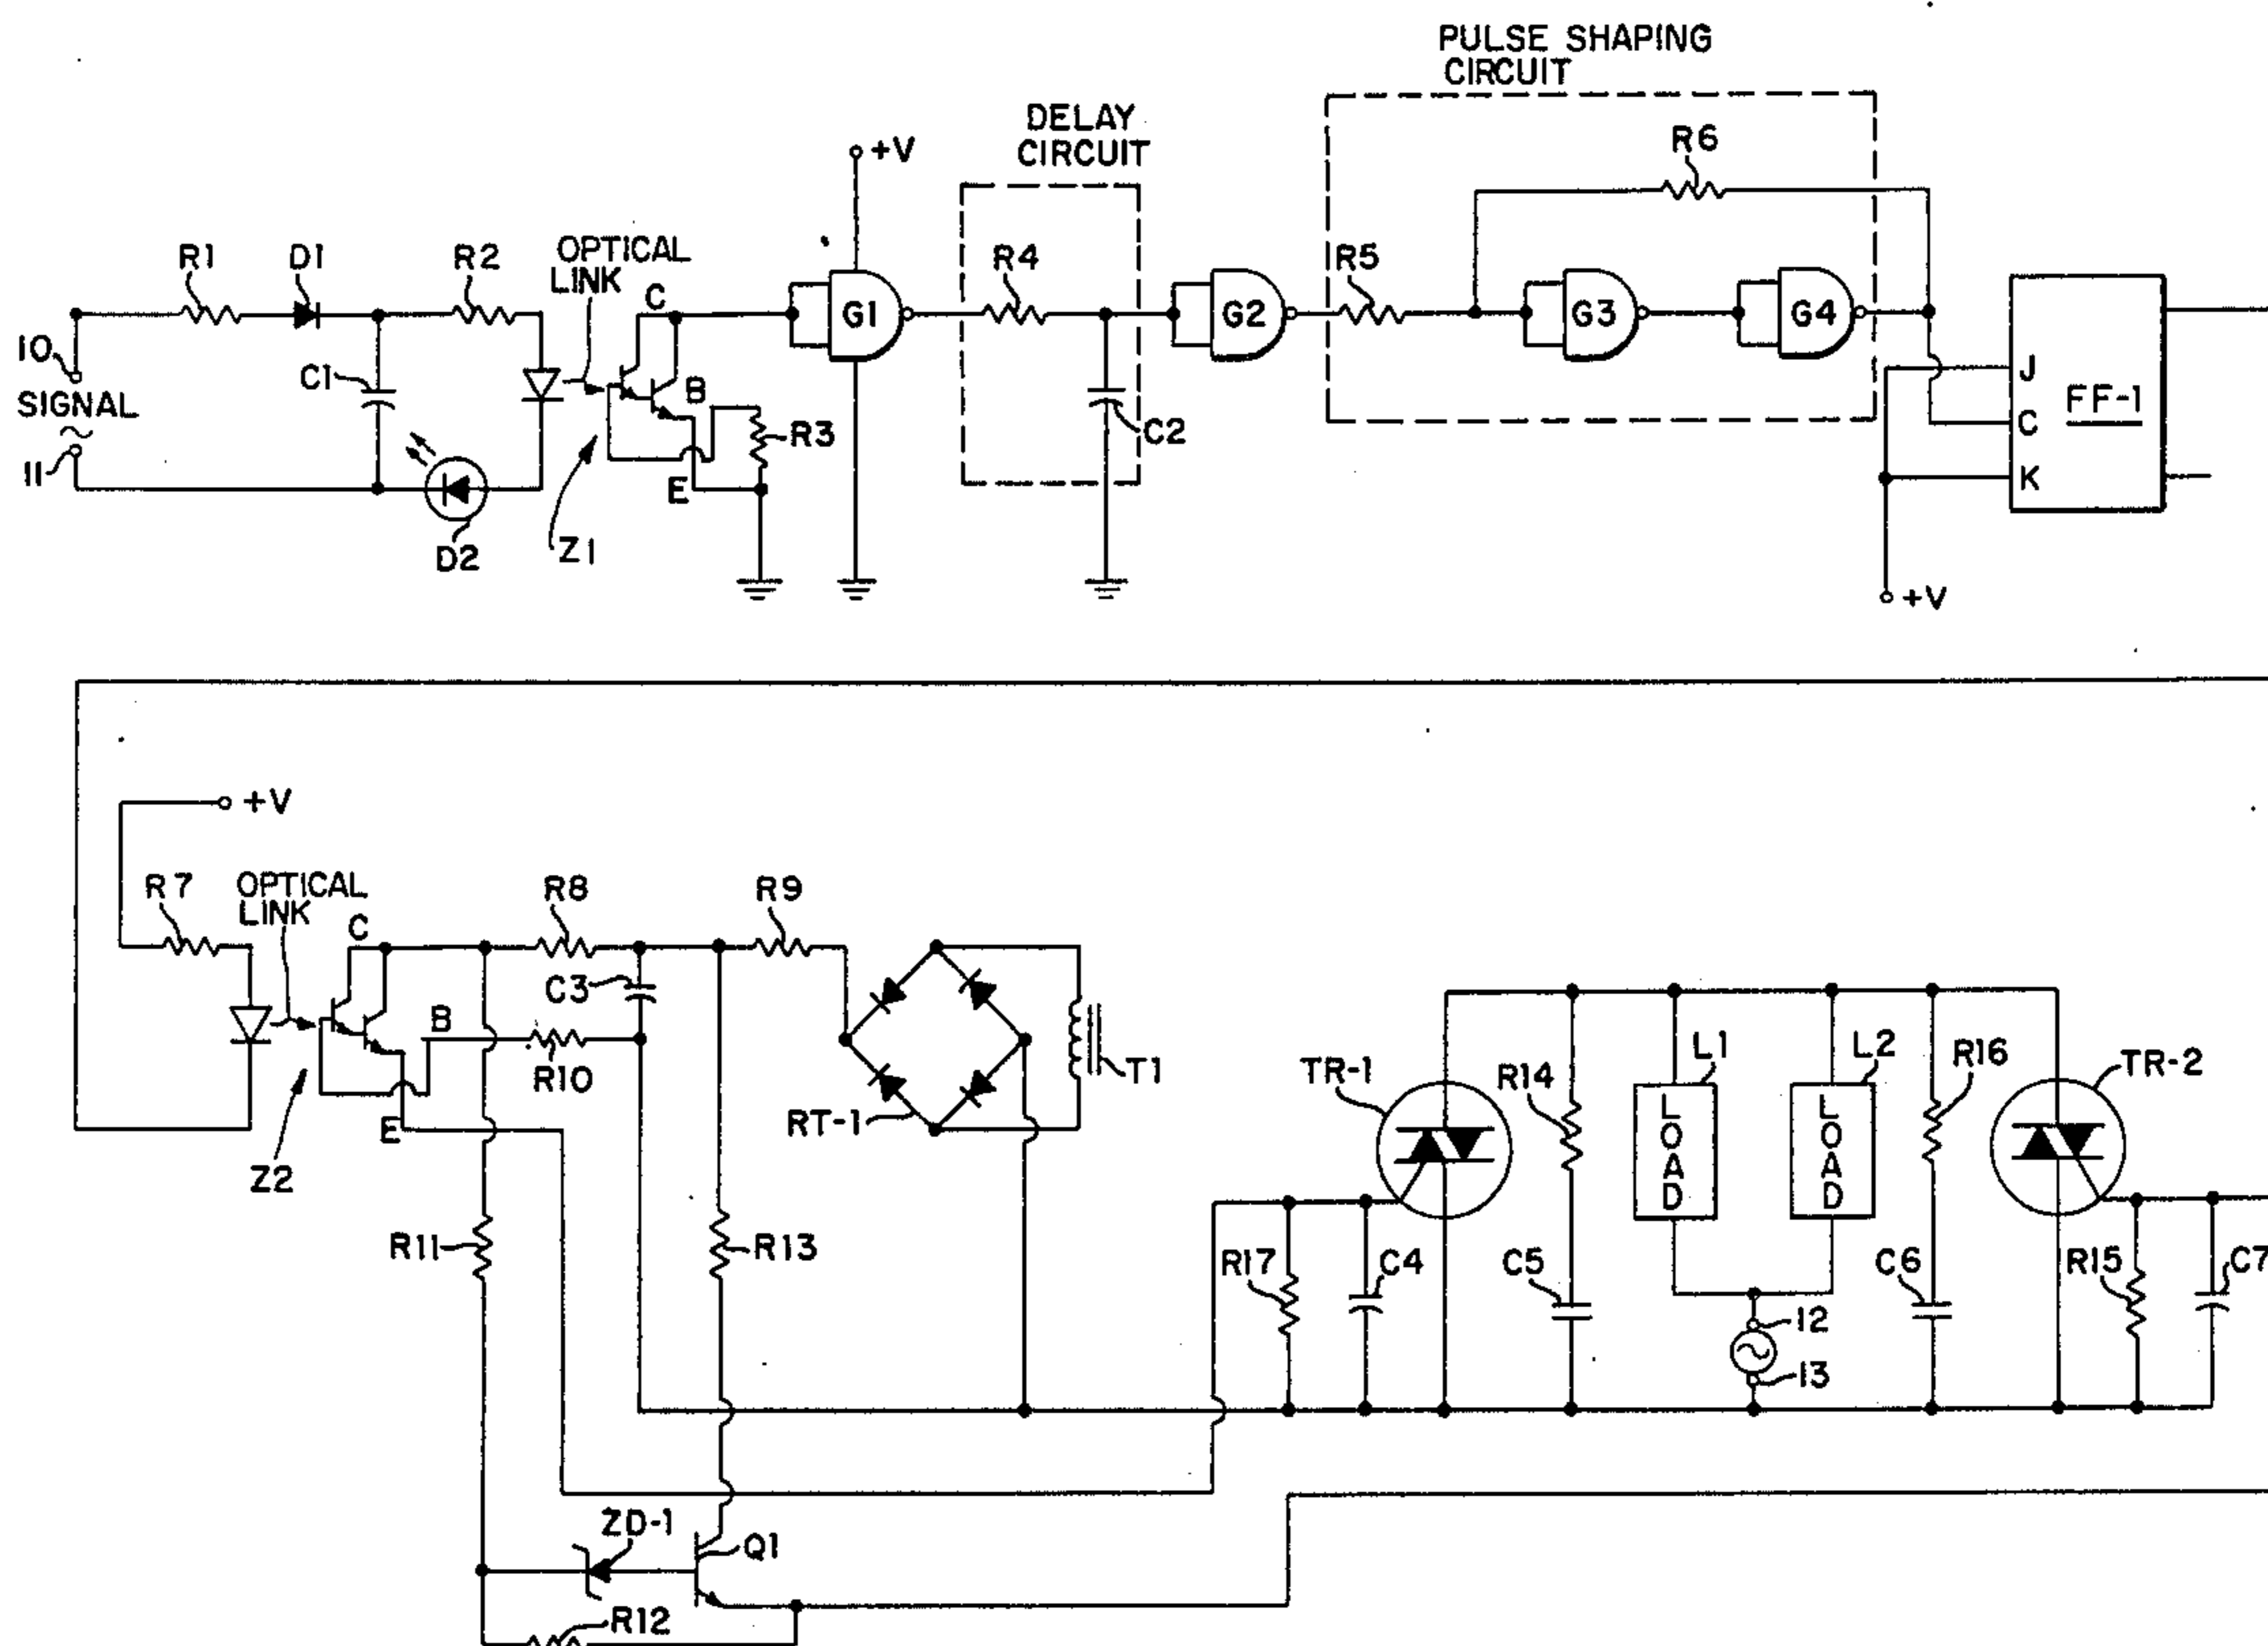 PULSE SHAPING
CIRCUIT
DELAY
CIRCUIT
+V
R6
R1
D1
R2
OPTICAL
LINK
C
G1
R4
G2
R5
G3
G4
10
SIGNAL
~
11
C1
B
R3
C2
J
C
FF-1
K
E
D2
Z1
+V
+V
R7
OPTICAL
LINK
C
R8
R9
C3
B
R10
E
Z2
RT-1
T1
TR-1
R14
L1
LOAD
L2
LOAD
R16
TR-2
R11
R13
R17
C4
C5
12
13
C6
R15
C7
ZD-1
Q1
R12